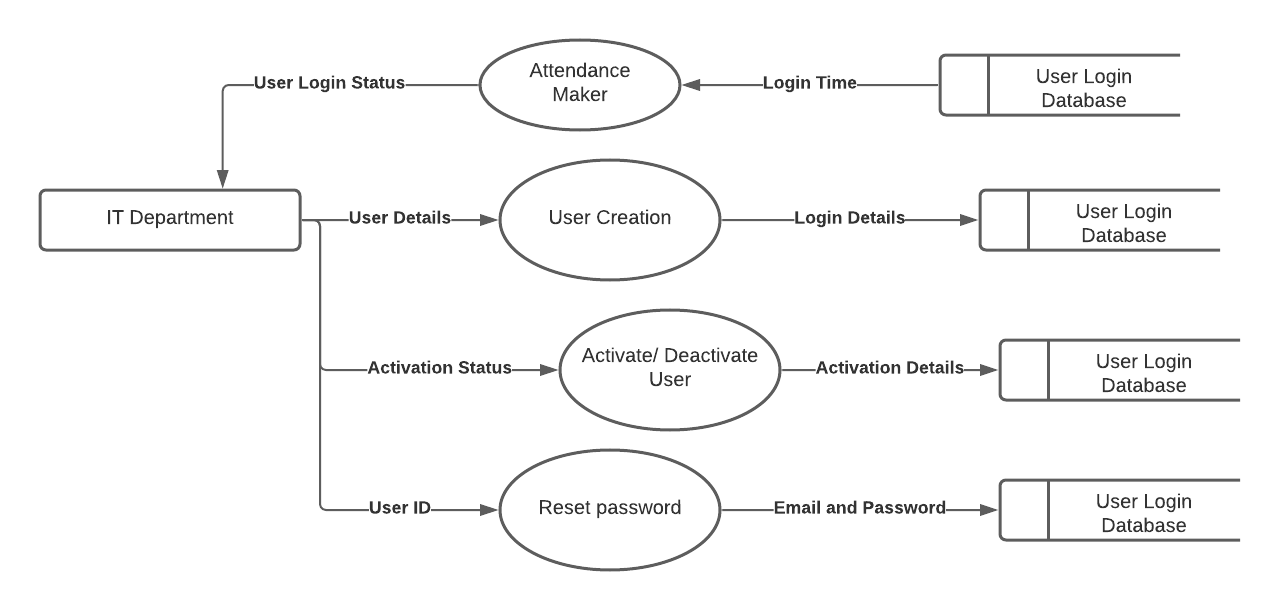 User Login Status
Attendance
Maker
Login Time
User Login
Database
IT Department
User Details
User Creation
Login Details
User Login
Database
Activation Status
Activate/ Deactivate
User
Activation Details
User Login
Database
User ID
Reset password
Email and Password
User Login
Database